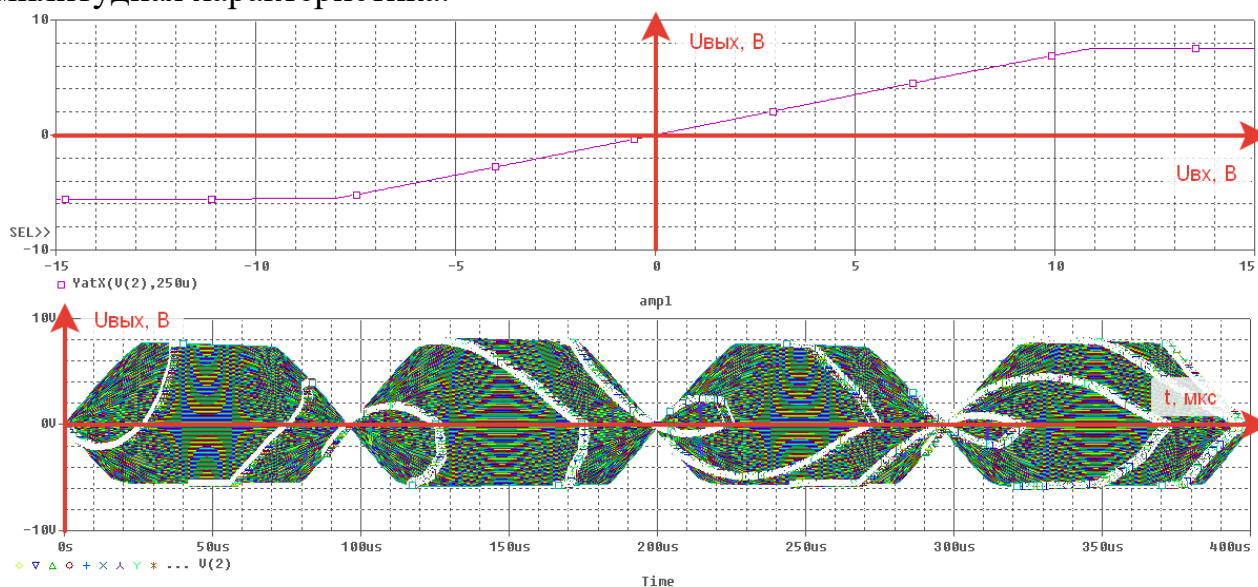 10
Uвых, В
0
Uвх, В
SEL>>
-10
-15 -10 -5 0 5 10 15
YatX(V(2),250u)
ampl
10V
Uвых, В
t, мкс
0V
-10V
0s 50us 100us 150us 200us 250us 300us 350us 400us
... V(2)
Time